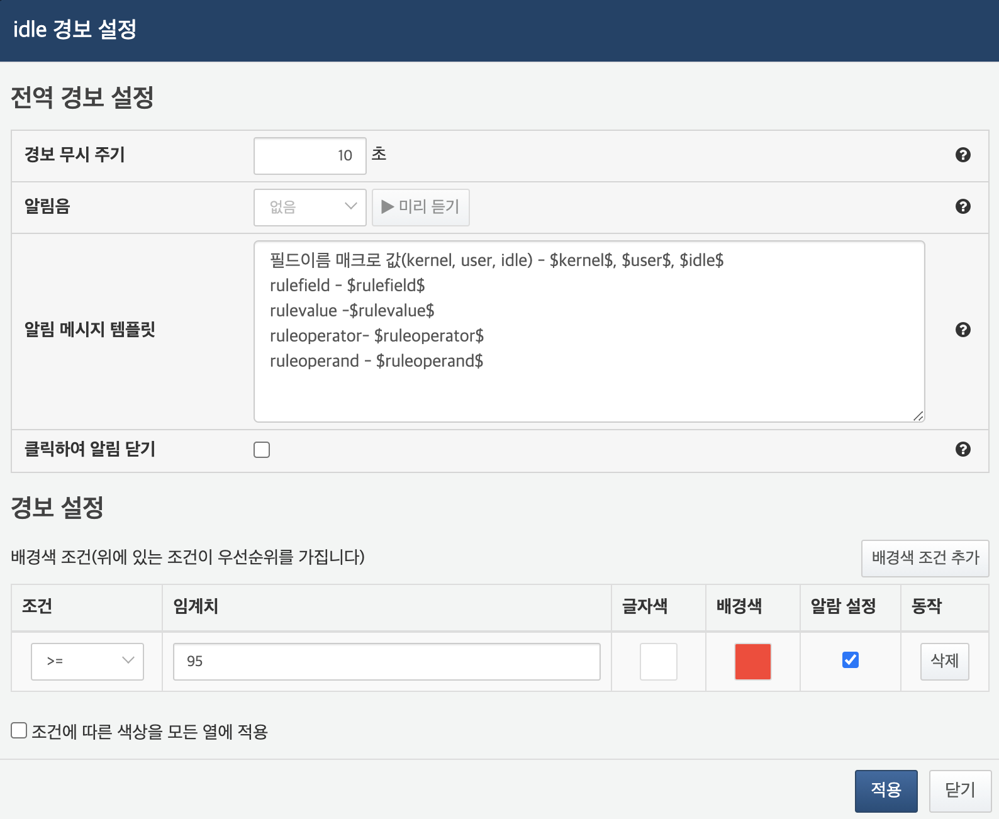 idle 경보 설정
전역 경보 설정
경보 무시 주기 10 초
알림음 없음 ▶ 미리 듣기
알림 메시지 템플릿
필드이름 매크로 값(kernel, user, idle) - $kernel$, $user$, $idle$
rulefield - $rulefield$
rulevalue -$rulevalue$
ruleoperator- $ruleoperator$
ruleoperand - $ruleoperand$
클릭하여 알림 닫기
경보 설정
배경색 조건(위에 있는 조건이 우선순위를 가집니다) 배경색 조건 추가
조건 임계치 글자색 배경색 알람 설정 동작
>= 95 삭제
조건에 따른 색상을 모든 열에 적용
적용 닫기